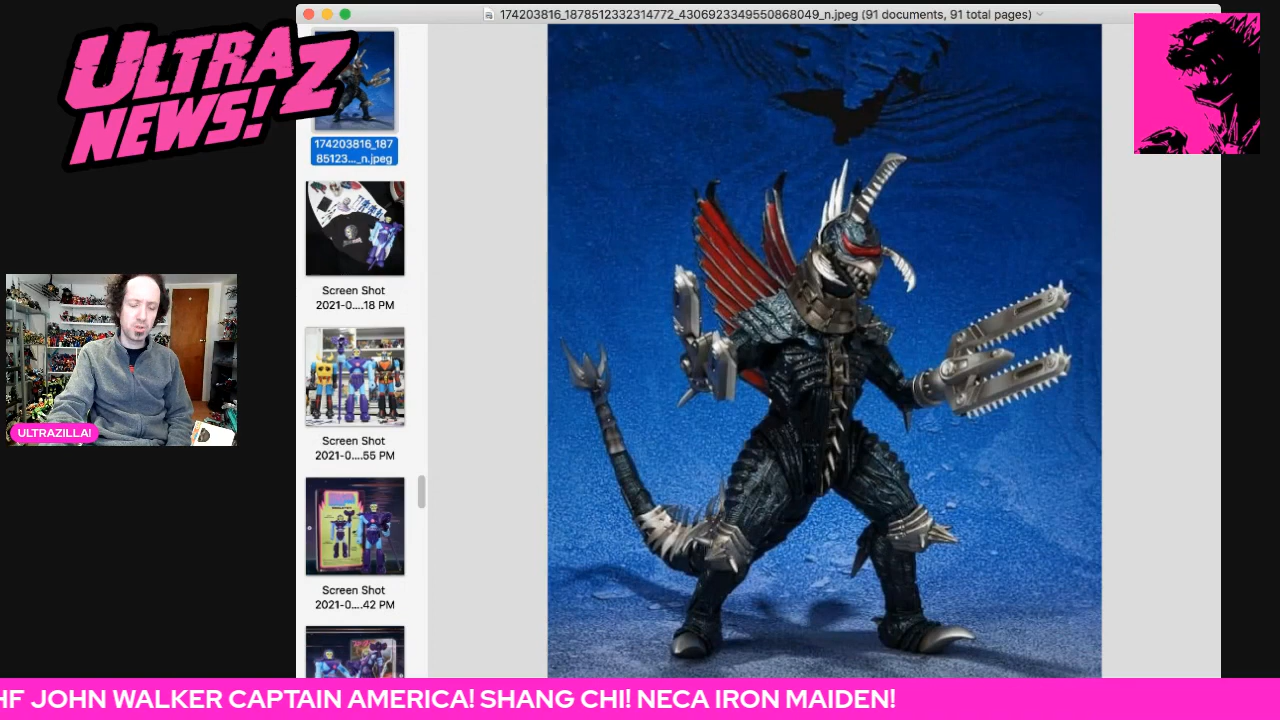 174203816_1878512332314772_4306923349550868049_n.jpeg (91 documents, 91 total pages)
ULTRA Z
NEWS!
174203816_187
85123..._n.jpeg
Screen Shot
2021-0....18 PM
Screen Shot
2021-0....55 PM
Screen Shot
2021-0....42 PM
ULTRAZILLA!
HF JOHN WALKER CAPTAIN AMERICA! SHANG CHI! NECA IRON MAIDEN!